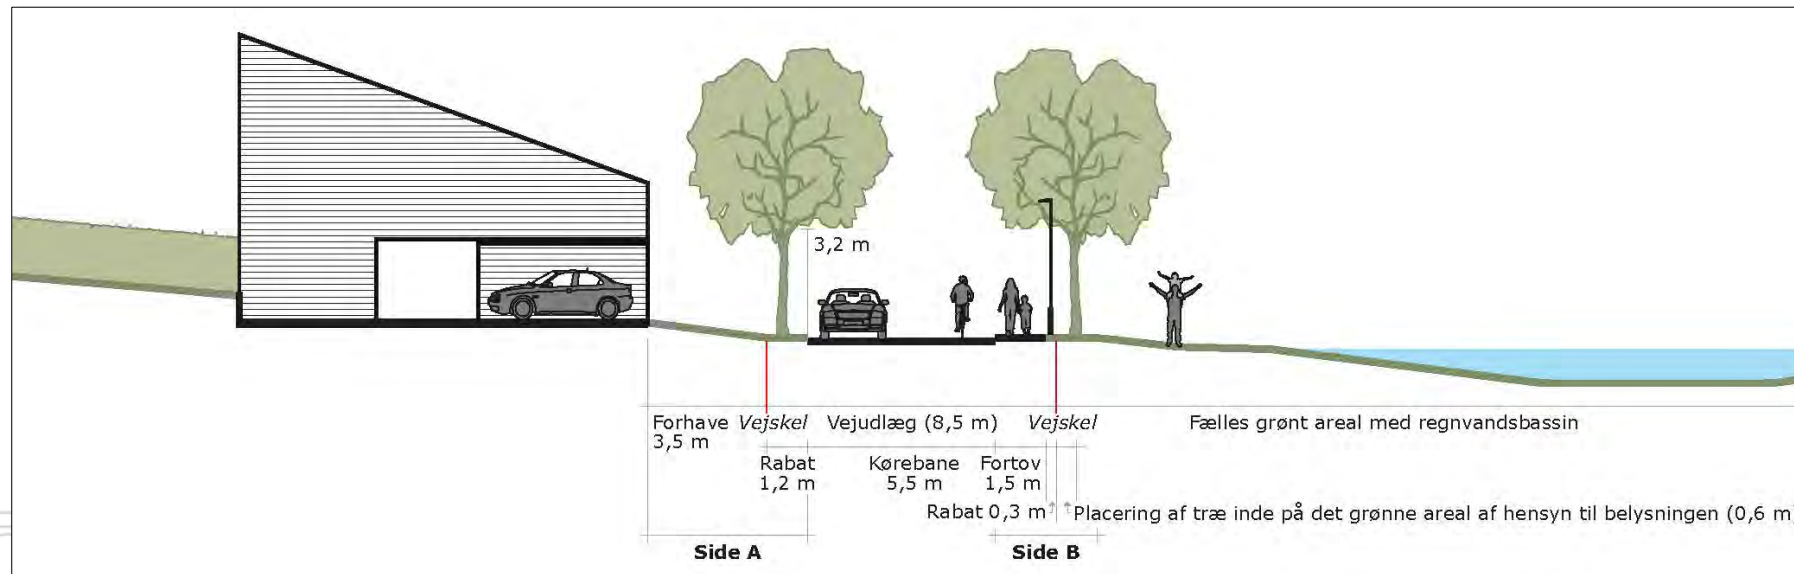 3,2 m
Forhave Vejskel Vejudlæg (8,5 m) Vejskel Fælles grønt areal med regnvandsbassin
3,5 m
Rabat Kørebane Fortov
1,2 m 5,5 m 1,5 m
Rabat 0,3 m Placering af træ inde på det grønne areal af hensyn til belysningen (0,6 m)
Side A Side B